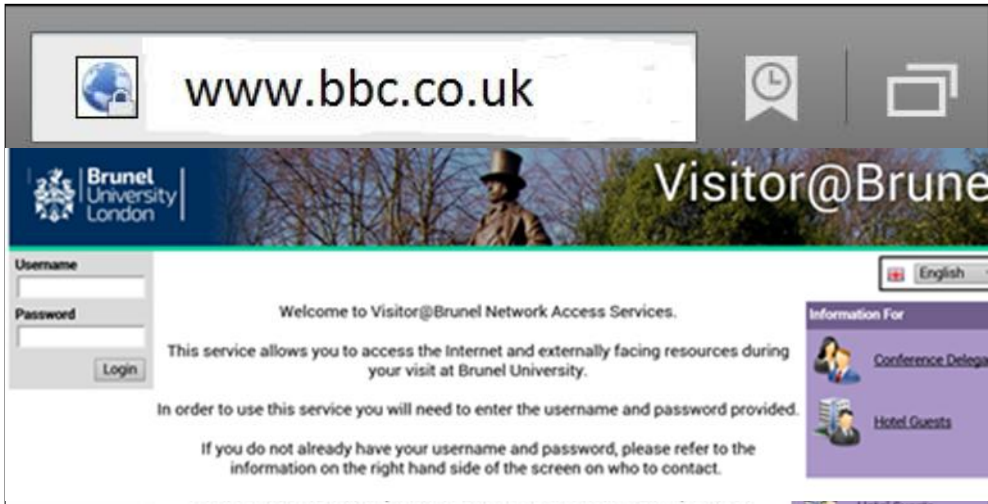 www.bbc.co.uk
Brunel
University
London
Visitor@Brune
Username
Password
Login
English
Welcome to Visitor@Brunel Network Access Services.
This service allows you to access the Internet and externally facing resources during
your visit at Brunel University.
In order to use this service you will need to enter the username and password provided.
If you do not already have your username and password, please refer to the
information on the right hand side of the screen on who to contact.
Information For
Conference Delega
Hotel Guests